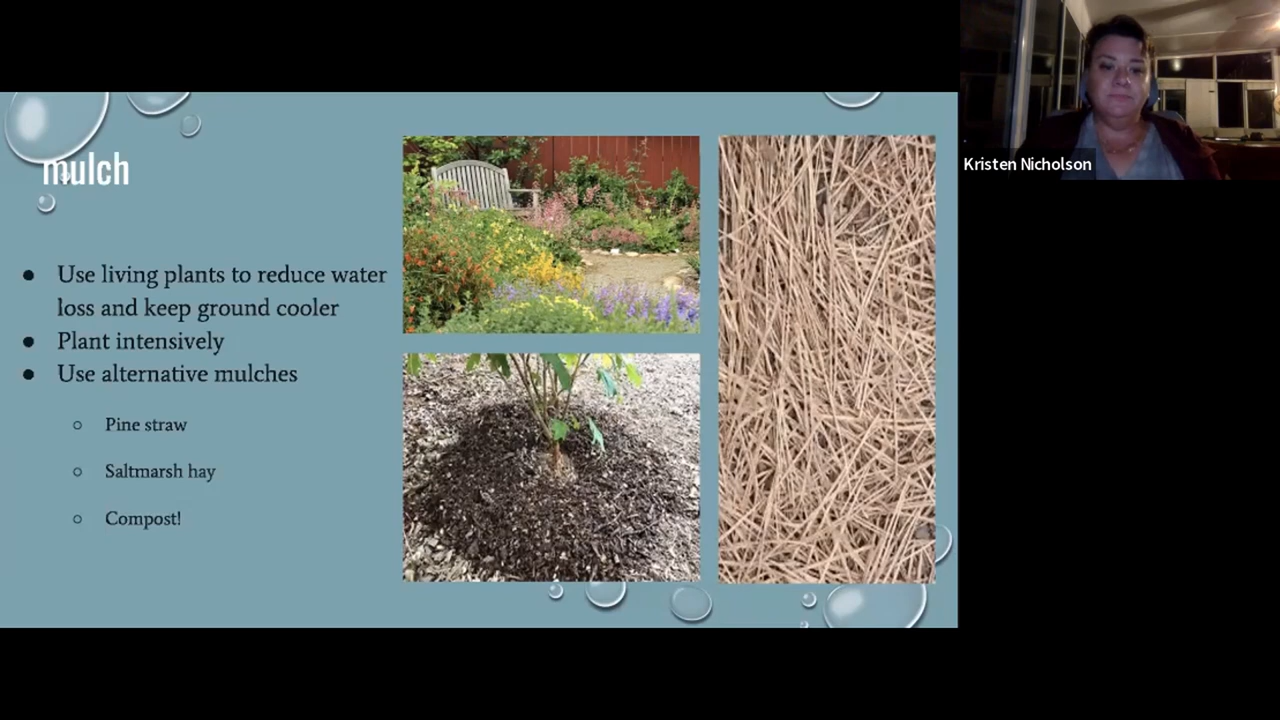 mulch
Use living plants to reduce water
loss and keep ground cooler
Plant intensively
Use alternative mulches
Pine straw
Saltmarsh hay
Compost!
Kristen Nicholson